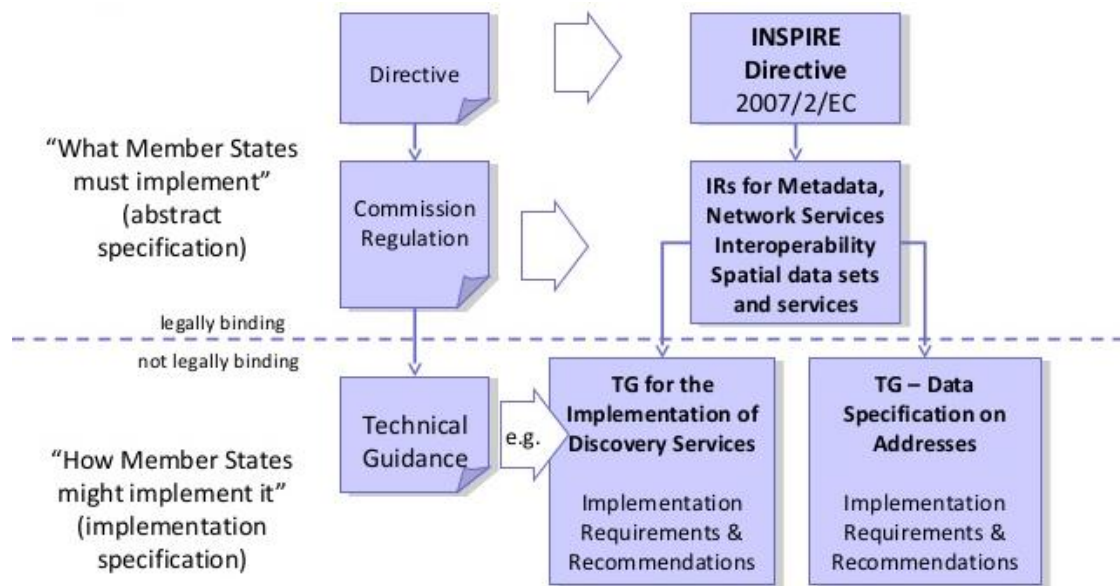 Directive
INSPIRE
Directive
2007/2/EC
“What Member States
must implement”
(abstract
specification)
Commission
Regulation
IRs for Metadata,
Network Services
Interoperability
Spatial data sets
and services
legally binding
not legally binding
“How Member States
might implement it”
(implementation
specification)
Technical
Guidance
e.g.
TG for the
Implementation of
Discovery Services
Implementation
Requirements &
Recommendations
TG – Data
Specification on
Addresses
Implementation
Requirements &
Recommendations